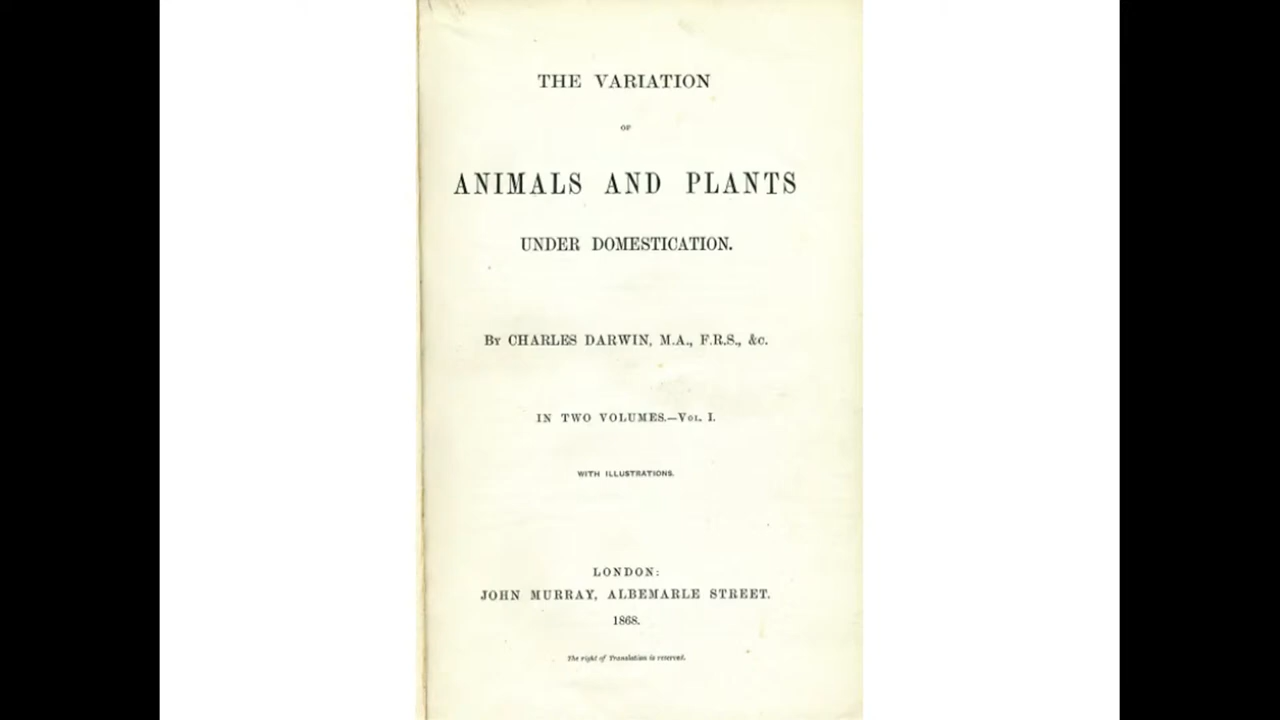 THE VARIATION
OF
ANIMALS AND PLANTS
UNDER DOMESTICATION.
BY CHARLES DARWIN, M.A., F.R.S., &c.
IN TWO VOLUMES.—VOL. I.
WITH ILLUSTRATIONS.
LONDON:
JOHN MURRAY, ALBEMARLE STREET.
1868.
The right of Translation is reserved.